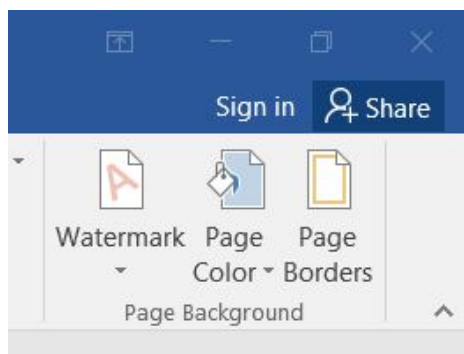 Sign in Share
Watermark Page Page
Color Borders
Page Background